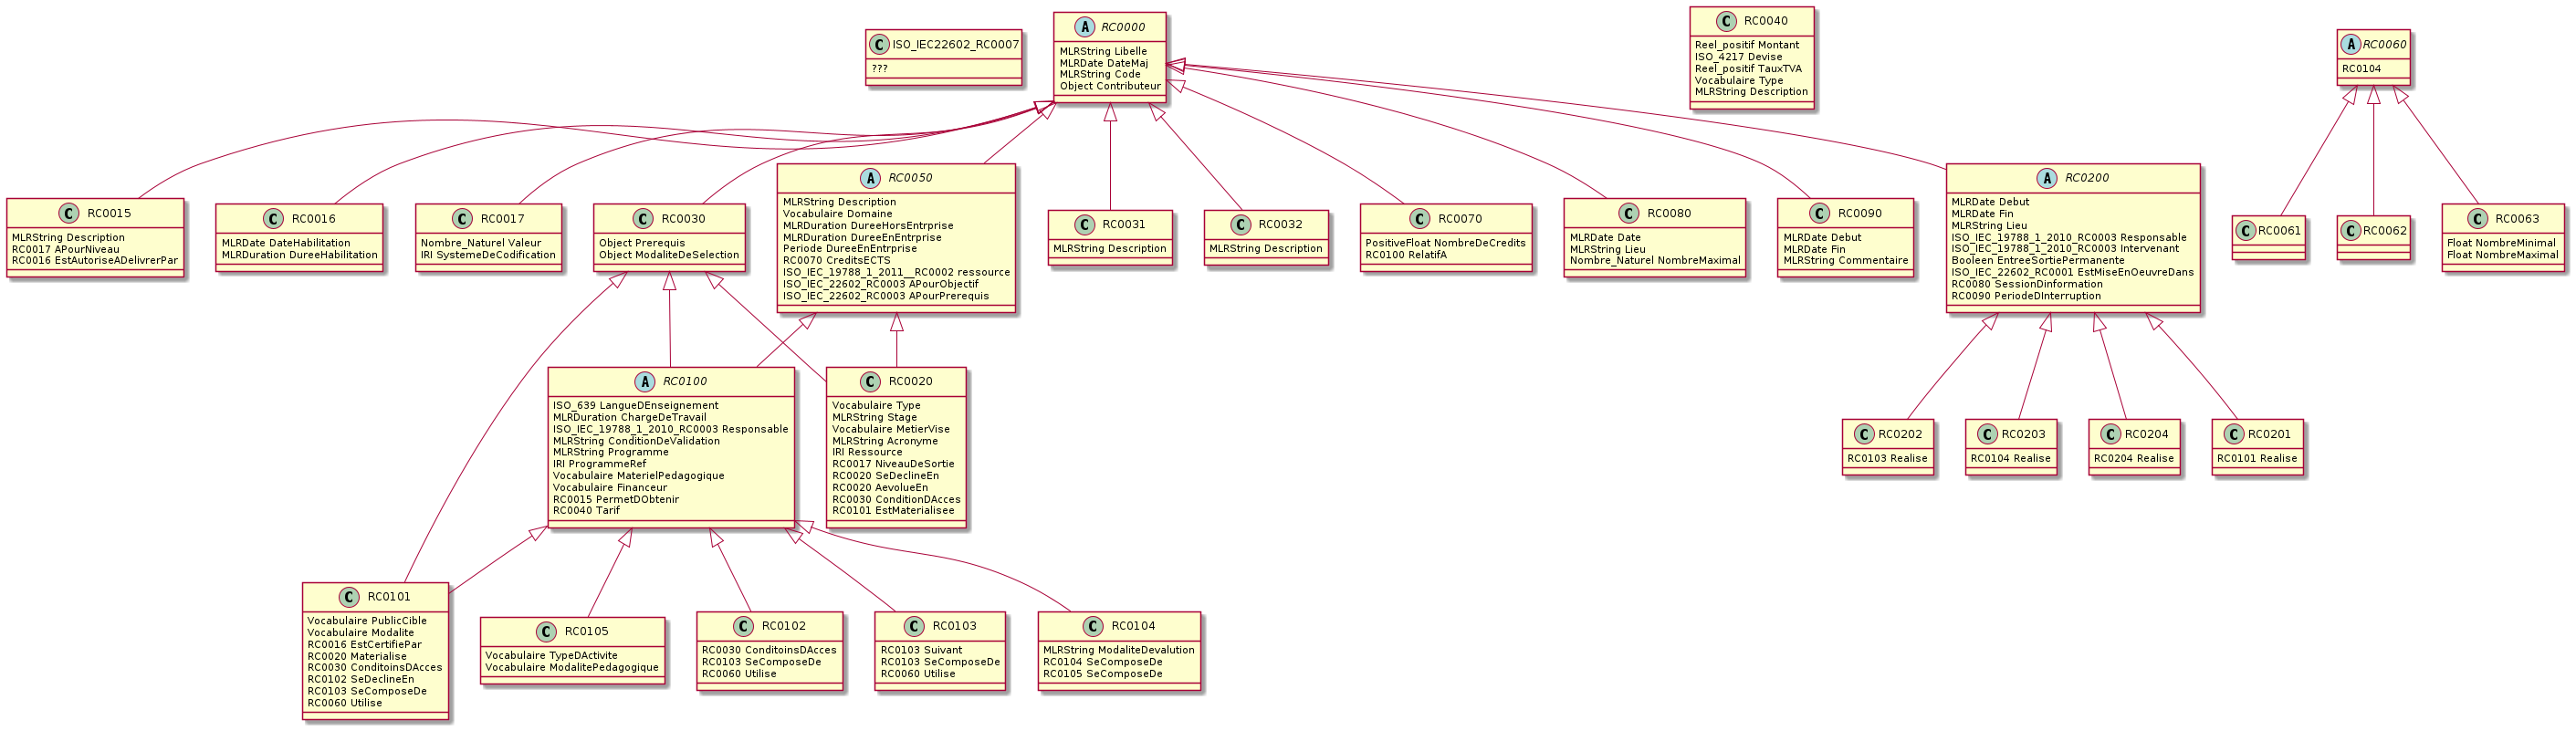 C ISO_IEC22602_RC0007
???
A RC0000
MLRString Libelle
MLRDate DateMaj
MLRString Code
Object Contributeur
C RC0040
Reel_positif Montant
ISO_4217 Devise
Reel_positif TauxTVA
Vocabulaire Type
MLRString Description
A RC0060
RC0104
C RC0015
MLRString Description
RC0017 APourNiveau
RC0016 EstAutoriseADelivrerPar
C RC0016
MLRDate DateHabilitation
MLRDuration DureeHabilitation
C RC0017
Nombre_Naturel Valeur
IRI SystemeDeCodification
C RC0030
Object Prerequis
Object ModaliteDeSelection
A RC0050
MLRString Description
Vocabulaire Domaine
MLRDuration DureeHorsEntrprise
MLRDuration DureeEnEntrprise
Periode DureeEnEntrprise
RC0070 CreditsECTS
ISO_IEC_19788_1_2011__RC0002 ressource
ISO_IEC_22602_RC0003 APourObjectif
ISO_IEC_22602_RC0003 APourPrerequis
C RC0031
MLRString Description
C RC0032
MLRString Description
C RC0070
PositiveFloat NombreDeCredits
RC0100 RelatifA
C RC0080
MLRDate Date
MLRString Lieu
Nombre_Naturel NombreMaximal
C RC0090
MLRDate Debut
MLRDate Fin
MLRString Commentaire
A RC0200
MLRDate Debut
MLRDate Fin
MLRString Lieu
ISO_IEC_19788_1_2010_RC0003 Responsable
ISO_IEC_19788_1_2010_RC0003 Intervenant
Booleen EntreeSortiePermanente
ISO_IEC_22602_RC0001 EstMiseEnOeuvreDans
RC0080 SessionDinformation
RC0090 PeriodeDInterruption
C RC0061
C RC0062
C RC0063
Float NombreMinimal
Float NombreMaximal
A RC0100
ISO_639 LangueDEnseignement
MLRDuration ChargeDeTravail
ISO_IEC_19788_1_2010_RC0003 Responsable
MLRString ConditionDeValidation
MLRString Programme
IRI ProgrammeRef
Vocabulaire MaterielPedagogique
Vocabulaire Financeur
RC0015 PermetDObtenir
RC0040 Tarif
C RC0020
Vocabulaire Type
MLRString Stage
Vocabulaire MetierVise
MLRString Acronyme
IRI Ressource
RC0017 NiveauDeSortie
RC0020 SeDeclineEn
RC0020 AevolueEn
RC0030 ConditionDAcces
RC0101 EstMaterialisee
C RC0202
RC0103 Realise
C RC0203
RC0104 Realise
C RC0204
RC0204 Realise
C RC0201
RC0101 Realise
C RC0101
Vocabulaire PublicCible
Vocabulaire Modalite
RC0016 EstCertifiePar
RC0020 Materialise
RC0030 ConditoinsDAcces
RC0102 SeDeclineEn
RC0103 SeComposeDe
RC0060 Utilise
C RC0105
Vocabulaire TypeDActivite
Vocabulaire ModalitePedagogique
C RC0102
RC0030 ConditoinsDAcces
RC0103 SeComposeDe
RC0060 Utilise
C RC0103
RC0103 Suivant
RC0103 SeComposeDe
RC0060 Utilise
C RC0104
MLRString ModaliteDevalution
RC0104 SeComposeDe
RC0105 SeComposeDe